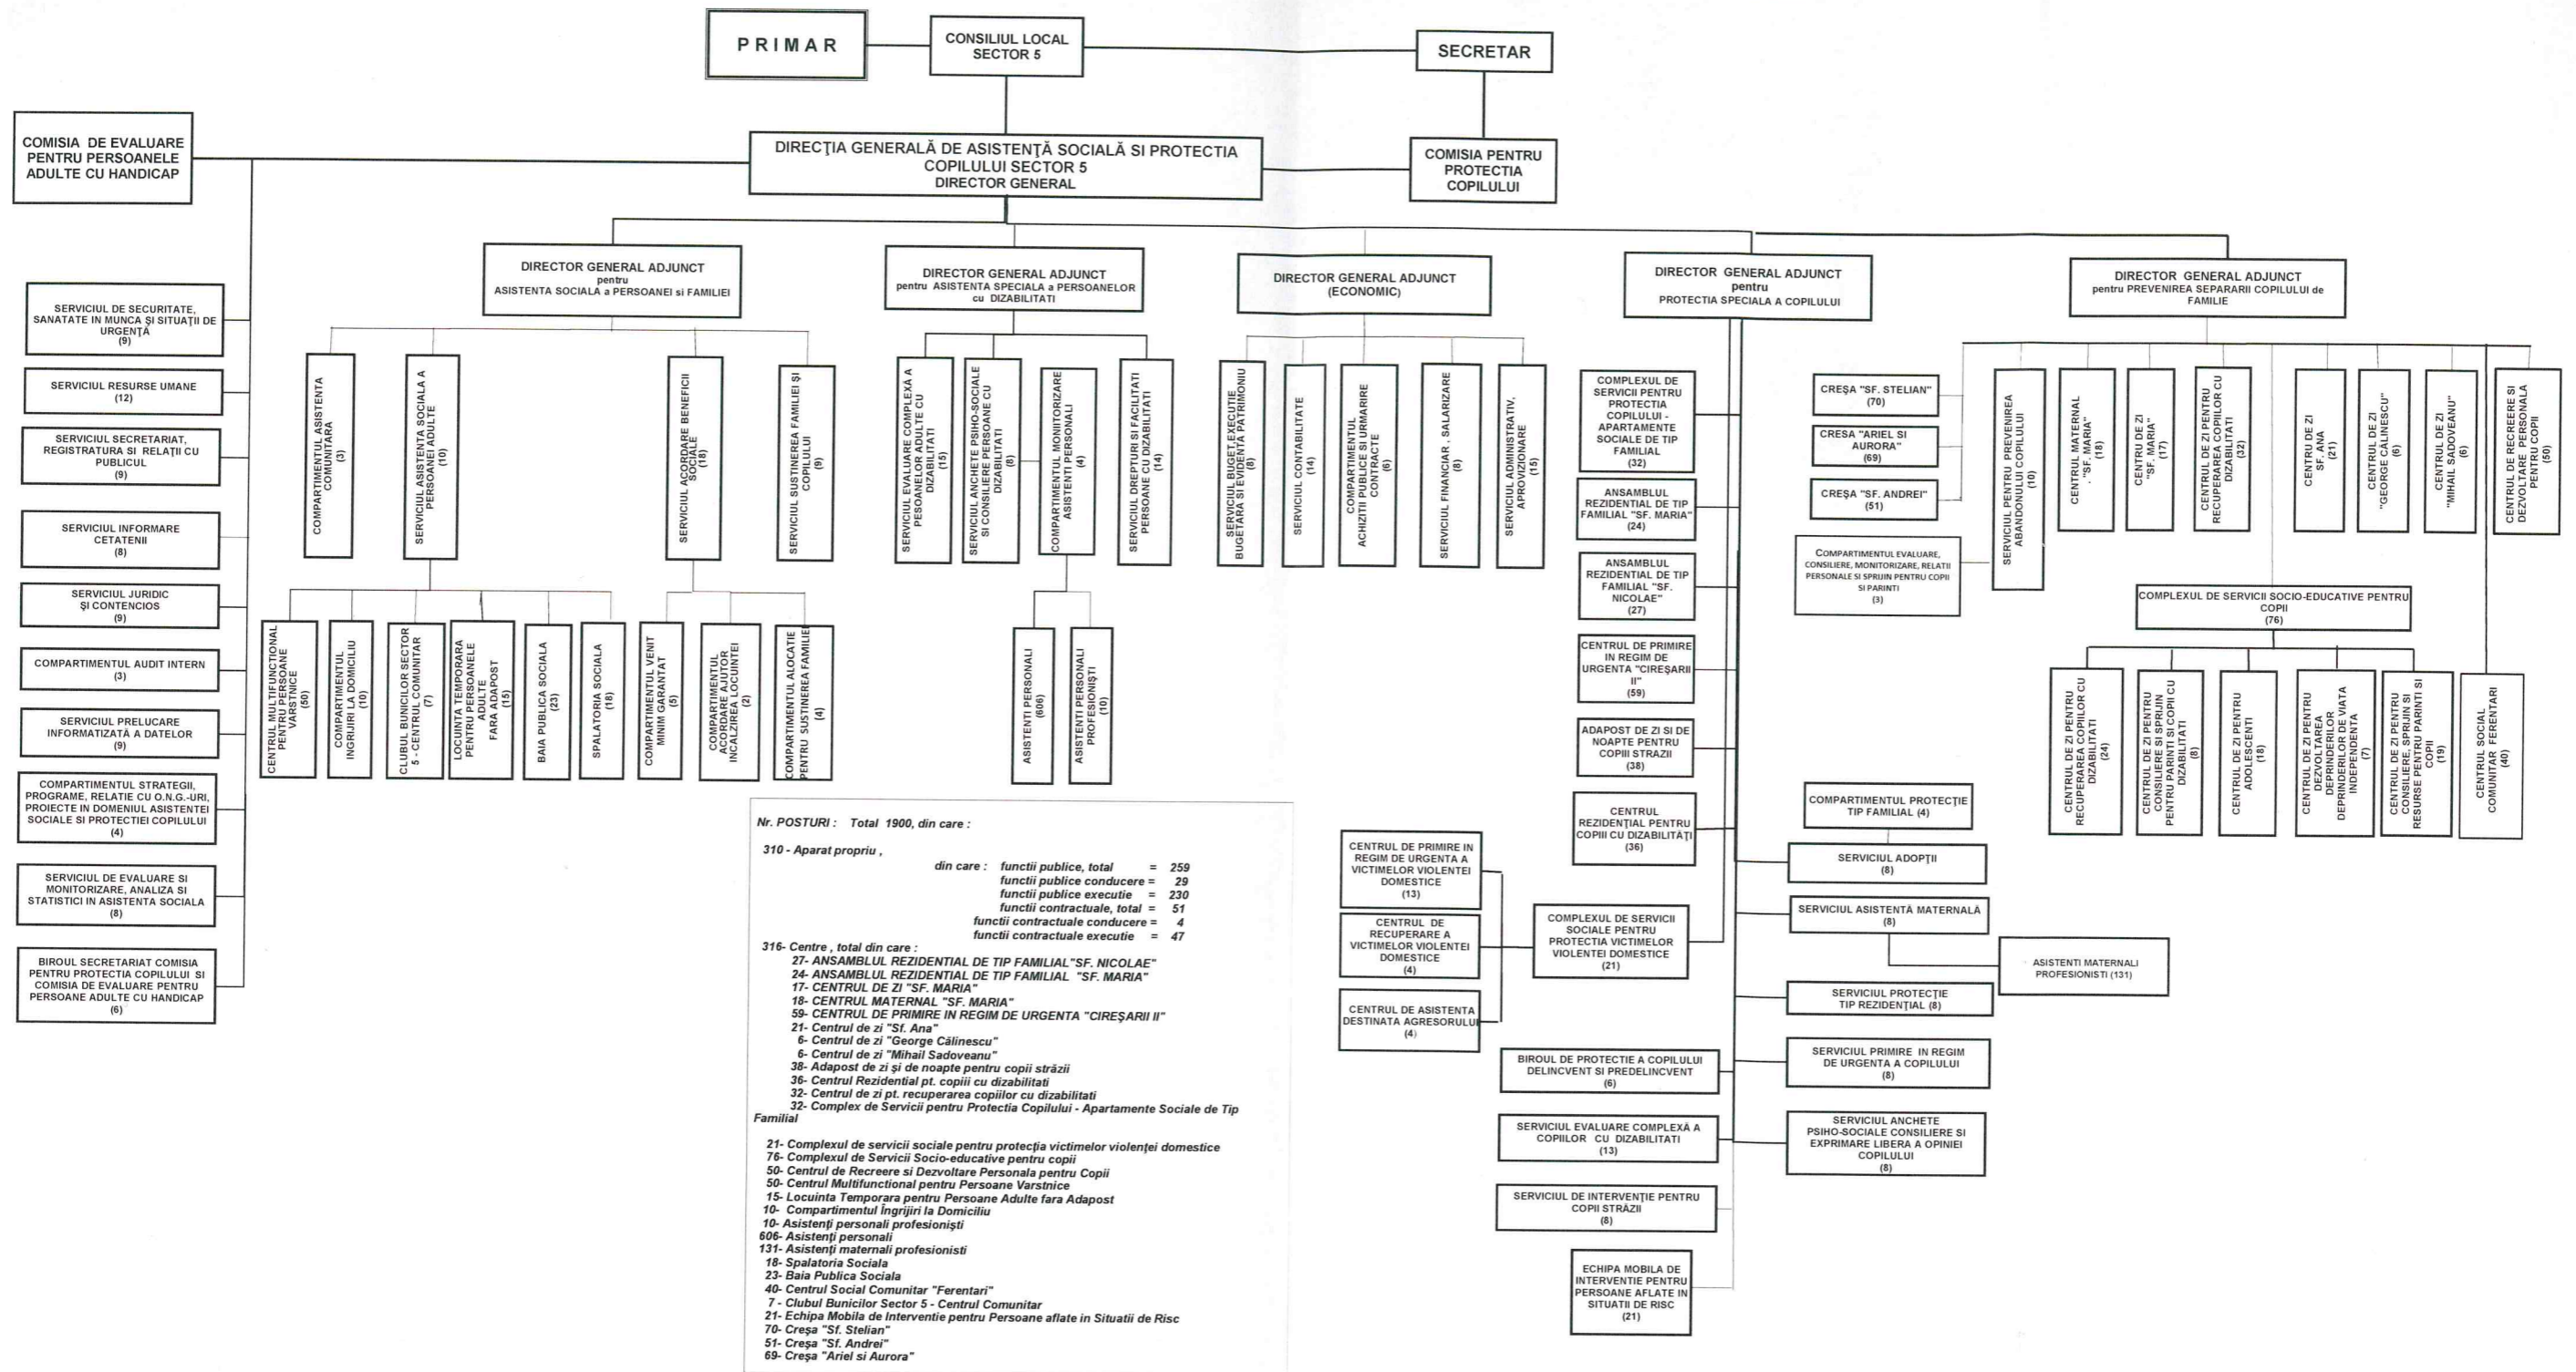 P R I M A R
CONSILIUL LOCAL
SECTOR 5
SECRETAR
COMISIA DE EVALUARE
PENTRU PERSOANELE
ADULTE CU HANDICAP
DIRECŢIA GENERALĂ DE ASISTENŢĂ SOCIALĂ SI PROTECTIA
COPILULUI SECTOR 5
DIRECTOR GENERAL
COMISIA PENTRU
PROTECTIA
COPILULUI
DIRECTOR GENERAL ADJUNCT
pentru
ASISTENTA SOCIALA a PERSOANEI si FAMILIEI
DIRECTOR GENERAL ADJUNCT
pentru ASISTENTA SPECIALA a PERSOANELOR
cu DIZABILITATI
DIRECTOR GENERAL ADJUNCT
(ECONOMIC)
DIRECTOR GENERAL ADJUNCT
pentru
PROTECTIA SPECIALA A COPILULUI
DIRECTOR GENERAL ADJUNCT
pentru PREVENIREA SEPARARII COPILULUI de
FAMILIE
SERVICIUL DE SECURITATE,
SANATATE IN MUNCA ŞI SITUAŢII DE
URGENŢĂ
(9)
SERVICIUL RESURSE UMANE
(12)
SERVICIUL SECRETARIAT,
REGISTRATURA SI RELAŢII CU
PUBLICUL
(9)
SERVICIUL INFORMARE
CETATENII
(8)
SERVICIUL JURIDIC
ŞI CONTENCIOS
(9)
COMPARTIMENTUL AUDIT INTERN
(3)
SERVICIUL PRELUCARE
INFORMATIZATĂ A DATELOR
(9)
COMPARTIMENTUL STRATEGII,
PROGRAME, RELATIE CU O.N.G.-URI,
PROIECTE IN DOMENIUL ASISTENTEI
SOCIALE SI PROTECTIEI COPILULUI
(4)
SERVICIUL DE EVALUARE SI
MONITORIZARE, ANALIZA SI
STATISTICI IN ASISTENTA SOCIALA
(8)
BIROUL SECRETARIAT COMISIA
PENTRU PROTECTIA COPILULUI SI
COMISIA DE EVALUARE PENTRU
PERSOANE ADULTE CU HANDICAP
(6)
COMPARTIMENTUL ASISTENTA
COMUNITARA
(3)
SERVICIUL ASISTENTA SOCIALA A
PERSOANEI ADULTE
(10)
SERVICIUL ACORDARE BENEFICII
SOCIALE
(18)
SERVICIUL SUSTINEREA FAMILIEI ŞI
COPILULUI
(9)
CENTRUL MULTIFUNCTIONAL
PENTRU PERSOANE
VARSTNICE
(50)
COMPARTIMENTUL
INGRIJIRI LA DOMICILIU
(10)
CLUBUL BUNICILOR SECTOR
5 - CENTRUL COMUNITAR
(7)
LOCUINTA TEMPORARA
PENTRU PERSOANELE
ADULTE
FARA ADAPOST
(15)
BAIA PUBLICA SOCIALA
(23)
SPALATORIA SOCIALA
(18)
COMPARTIMENTUL VENIT
MINIM GARANTAT
(5)
COMPARTIMENTUL
ACORDARE AJUTOR
INCALZIREA LOCUINTEI
(2)
COMPARTIMENTUL ALOCATIE
PENTRU SUSTINEREA FAMILIEI
(4)
SERVICIUL EVALUARE COMPLEXĂ A
PESOANELOR ADULTE CU
DIZABILITATI
(15)
SERVICIUL ANCHETE PSIHO-SOCIALE
SI CONSILIERE PERSOANE CU
DIZABILITATI
(8)
COMPARTIMENTUL MONIITORIZARE
ASISTENTI PERSONALI
(4)
SERVICIUL DREPTURI SI FACILITATI
PERSOANE CU DIZABILITATI
(14)
ASISTENTI PERSONALI
(606)
ASISTENTI PERSONALI
PROFESIONIŞTI
(10)
SERVICIUL BUGET,EXECUTIE
BUGETARA SI EVIDENTA PATRIMONIU
(8)
SERVICIUL CONTABILITATE
(14)
COMPARTIMENTUL
ACHIZITII PUBLICE SI URMARIRE
CONTRACTE
(6)
SERVICIUL FINANCIAR . SALARIZARE
(8)
SERVICIUL ADMINISTRATIV,
APROVIZIONARE
(15)
COMPLEXUL DE
SERVICII PENTRU
PROTECTIA
COPILULUI -
APARTAMENTE
SOCIALE DE TIP
FAMILIAL
(32)
ANSAMBLUL
REZIDENTIAL DE TIP
FAMILIAL "SF. MARIA"
(24)
ANSAMBLUL
REZIDENTIAL DE TIP
FAMILIAL "SF.
NICOLAE"
(27)
CENTRUL DE PRIMIRE
IN REGIM DE
URGENTA "CIREŞARII
II"
(59)
ADAPOST DE ZI SI DE
NOAPTE PENTRU
COPIII STRAZII
(38)
CENTRUL
REZIDENŢIAL PENTRU
COPIII CU DIZABILITĂŢI
(36)
CENTRUL DE PRIMIRE IN
REGIM DE URGENTA A
VICTIMELOR VIOLENTEI
DOMESTICE
(13)
CENTRUL DE
RECUPERARE A
VICTIMELOR VIOLENTEI
DOMESTICE
(4)
CENTRUL DE ASISTENTA
DESTINATA AGRESORULUI
(4)
COMPLEXUL DE SERVICII
SOCIALE PENTRU
PROTECTIA VICTIMELOR
VIOLENTEI DOMESTICE
(21)
BIROUL DE PROTECTIE A COPILULUI
DELINCVENT SI PREDELINCVENT
(6)
SERVICIUL EVALUARE COMPLEXĂ A
COPIILOR CU DIZABILITATI
(13)
SERVICIUL DE INTERVENŢIE PENTRU
COPII STRĂZII
(8)
ECHIPA MOBILA DE
INTERVENTIE PENTRU
PERSOANE AFLATE IN
SITUATII DE RISC
(21)
COMPARTIMENTUL PROTECŢIE
TIP FAMILIAL (4)
SERVICIUL ADOPŢII
(8)
SERVICIUL ASISTENTĂ MATERNALĂ
(8)
ASISTENTI MATERNALI
PROFESIONISTI (131)
SERVICIUL PROTECŢIE
TIP REZIDENŢIAL (8)
SERVICIUL PRIMIRE IN REGIM
DE URGENTA A COPILULUI
(8)
SERVICIUL ANCHETE
PSIHO-SOCIALE CONSILIERE SI
EXPRIMARE LIBERA A OPINIEI
COPILULUI
(8)
CREŞA "SF. STELIAN"
(70)
CRESA "ARIEL SI
AURORA"
(69)
CREŞA "SF. ANDREI"
(51)
COMPARTIMENTUL EVALUARE,
CONSILIERE, MONITORIZARE, RELATII
PERSONALE SI SPRIJIN PENTRU COPII
SI PARINTI
(3)
SERVICIUL PENTRU PREVENIREA
ABANDONULUI COPILULUI
(10)
CENTRUL MATERNAL
. "SF. MARIA"
(18)
CENTRU DE ZI
"SF. MARIA"
(17)
CENTRUL DE ZI PENTRU
RECUPERAREA COPIILOR CU
DIZABILITATI
(32)
CENTRU DE ZI
SF. ANA
(21)
CENTRUL DE ZI
"GEORGE CALINESCU"
(6)
CENTRUL DE ZI
"MIHAIL SADOVEANU"
(6)
CENTRUL DE RECREERE SI
DEZVOLTARE PERSONALA
PENTRU COPII
(50)
COMPLEXUL DE SERVICII SOCIO-EDUCATIVE PENTRU
COPII
(76)
CENTRUL DE ZI PENTRU
RECUPERAREA COPIILOR CU
DIZABILITATI
(24)
CENTRUL DE ZI PENTRU
CONSILIERE SI SPRIJIN
PENTRU PARINTI SI COPII CU
DIZABILITATI
(8)
CENTRUL DE ZI PENTRU
ADOLESCENTI
(18)
CENTRUL DE ZI PENTRU
DEZVOLTAREA
DEPRINDERILOR
DEPRINDERILOR DE VIATA
INDEPENDENTA
(7)
CENTRUL DE ZI PENTRU
CONSILIERE, SPRIJIN SI
RESURSE PENTRU PARINTI SI
COPII
(19)
CENTRUL SOCIAL
COMUNITAR FERENTARI
(40)
Nr. POSTURI : Total 1900, din care :
310 - Aparat propriu ,
din care : functii publice, total = 259
functii publice conducere = 29
functii publice executie = 230
functii contractuale, total = 51
functii contractuale conducere = 4
functii contractuale executie = 47
316- Centre , total din care :
27- ANSAMBLUL REZIDENTIAL DE TIP FAMILIAL"SF. NICOLAE"
24- ANSAMBLUL REZIDENTIAL DE TIP FAMILIAL "SF. MARIA"
17- CENTRUL DE ZI "SF. MARIA"
18- CENTRUL MATERNAL "SF. MARIA"
59- CENTRUL DE PRIMIRE IN REGIM DE URGENTA "CIREŞARII II"
21- Centrul de zi "Sf. Ana"
6- Centrul de zi "George Călinescu"
6- Centrul de zi "Mihail Sadoveanu"
38- Adapost de zi şi de noapte pentru copii străzii
36- Centrul Rezidential pt. copiii cu dizabilitati
32- Centrul de zi pt. recuperarea copiilor cu dizabilitati
32- Complex de Servicii pentru Protectia Copilului - Apartamente Sociale de Tip
Familial
21- Complexul de servicii sociale pentru protecţia victimelor violenţei domestice
76- Complexul de Servicii Socio-educative pentru copii
50- Centrul de Recreere si Dezvoltare Personala pentru Copii
50- Centrul Multifunctional pentru Persoane Varstnice
15- Locuinta Temporara pentru Persoane Adulte fara Adapost
10- Compartimentul Îngrijiri la Domiciliu
10- Asistenţi personali profesionişti
606- Asistenţi personali
131- Asistenţi maternali profesionisti
18- Spalatoria Sociala
23- Baia Publica Sociala
40- Centrul Social Comunitar "Ferentari"
7 - Clubul Bunicilor Sector 5 - Centrul Comunitar
21- Echipa Mobila de Interventie pentru Persoane aflate in Situatii de Risc
70- Creşa "Sf. Stelian"
51- Creşa "Sf. Andrei"
69- Creşa "Ariel si Aurora"